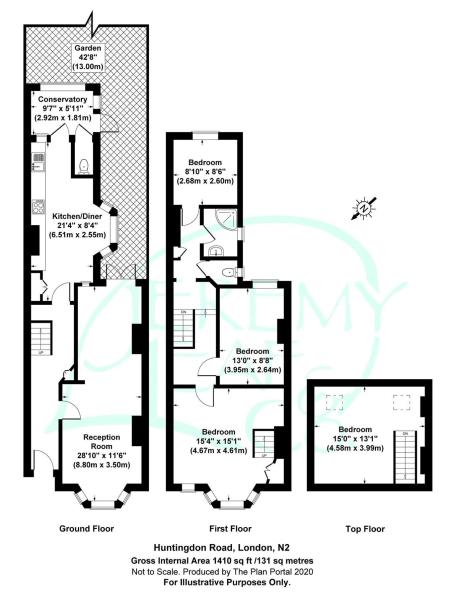 Garden
42'8"
(13.00m)
Conservatory
9'7" x 5'11"
(2.92m x 1.81m)
Kitchen/Diner
21'4" x 8'4"
(6.51m x 2.55m)
UP
Reception
Room
28'10" x 11'6"
(8.80m x 3.50m)
Ground Floor
Bedroom
8'10" x 8'6"
(2.68m x 2.60m)
DN
Bedroom
13'0" x 8'8"
(3.95m x 2.64m)
Bedroom
15'4" x 15'1"
(4.67m x 4.61m)
UP
First Floor
N
Bedroom
15'0" x 13'1"
(4.58m x 3.99m)
DN
Top Floor
JEREMY
Huntingdon Road, London, N2
Gross Internal Area 1410 sq ft /131 sq metres
Not to Scale. Produced by The Plan Portal 2020
For Illustrative Purposes Only.